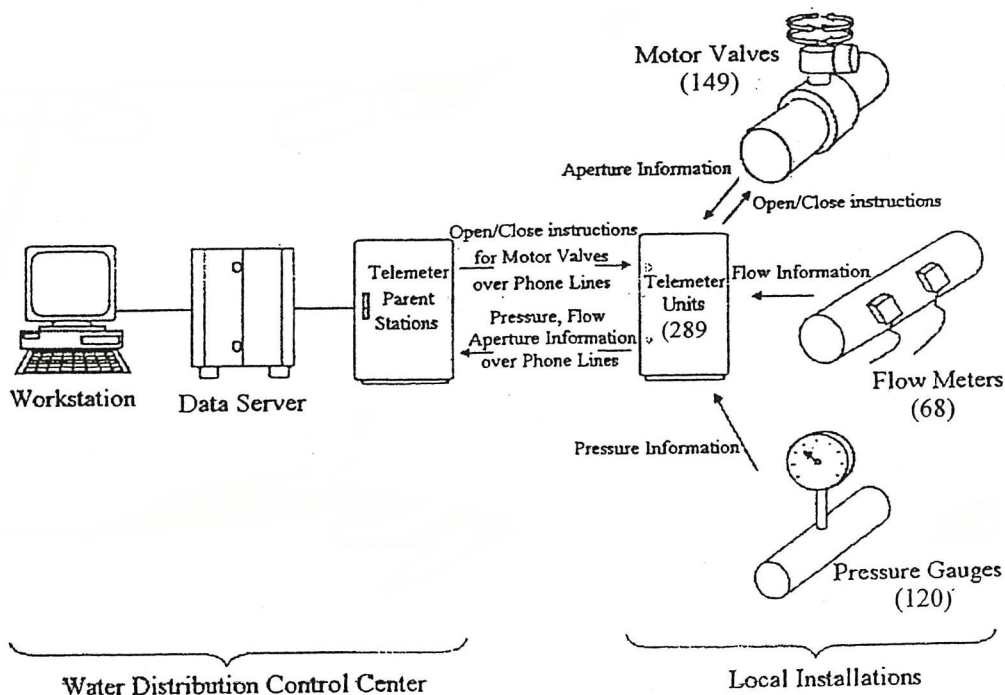 Motor Valves
(149)
Aperture Information
Open/Close instructions
Open/Close instructions
for Motor Valves
over Phone Lines
Telemeter
Parent
Stations
Pressure, Flow
Aperture Information
over Phone Lines
Telemeter
Units
(289
Flow Information
Workstation
Data Server
Flow Meters
(68)
Pressure Information
Pressure Gauges
(120)
Water Distribution Control Center
Local Installations